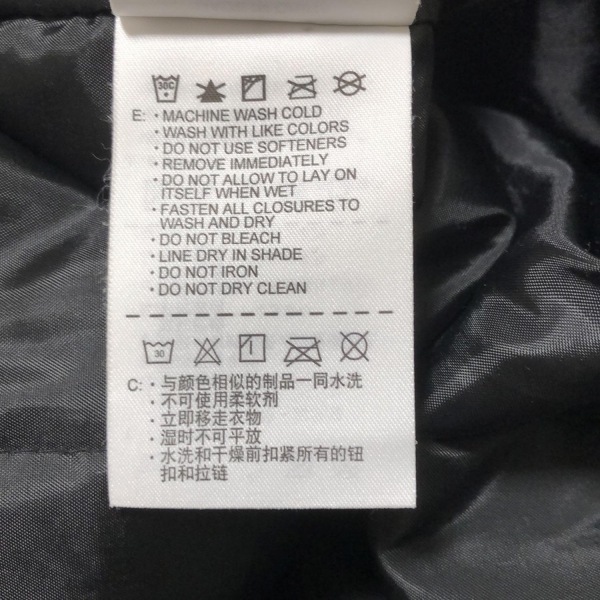 30C
E: • MACHINE WASH COLD
• WASH WITH LIKE COLORS
• DO NOT USE SOFTENERS
• REMOVE IMMEDIATELY
• DO NOT ALLOW TO LAY ON
ITSELF WHEN WET
• FASTEN ALL CLOSURES TO
WASH AND DRY
• DO NOT BLEACH
• LINE DRY IN SHADE
• DO NOT IRON
• DO NOT DRY CLEAN
30
C: • 与颜色相似的制品一同水洗
• 不可使用柔软剂
• 立即移走衣物
• 湿时不可平放
• 水洗和干燥前扣紧所有的钮
扣和拉链